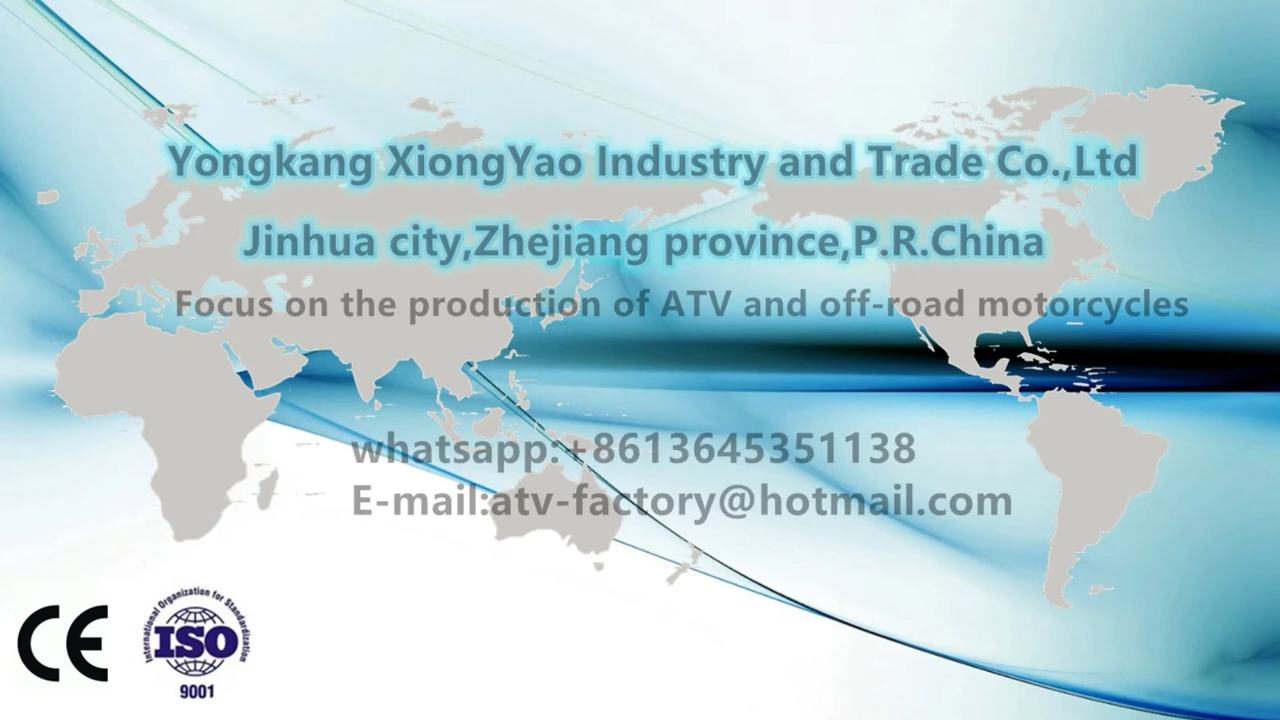 Yongkang XiongYao Industry and Trade Co.,Ltd
Jinhua city,Zhejiang province,P.R.China
Focus on the production of ATV and off-road motorcycles
whatsapp:+8613645351138
E-mail:atv-factory@hotmail.com
CE
International Organization for Standardization
ISO
9001